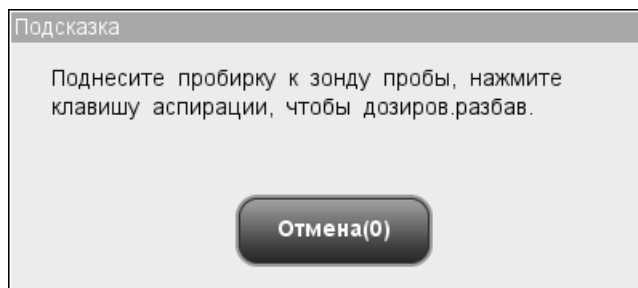 Подсказка
Поднесите пробирку к зонду пробы, нажмите
клавишу аспирации, чтобы дозиров.разбав.
Отмена(0)